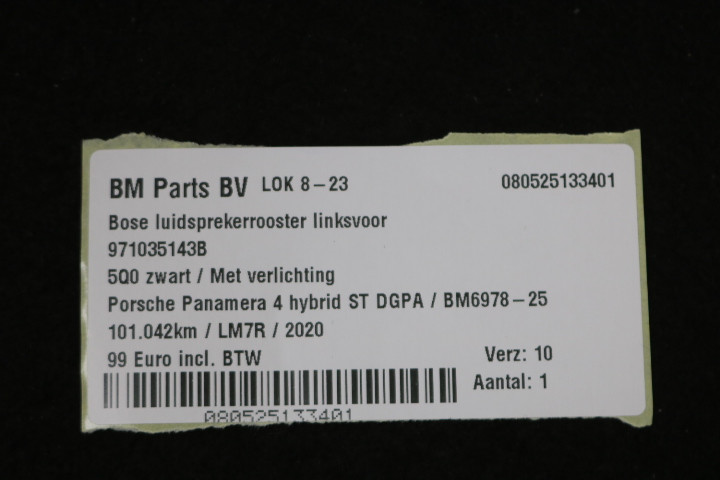 BM Parts BV LOK 8-23 080525133401
Bose luidsprekerrooster linksvoor
971035143B
5Q0 zwart / Met verlichting
Porsche Panamera 4 hybrid ST DGPA / BM6978-25
101.042km / LM7R / 2020
99 Euro incl. BTW Verz: 10
Aantal: 1
080525133401